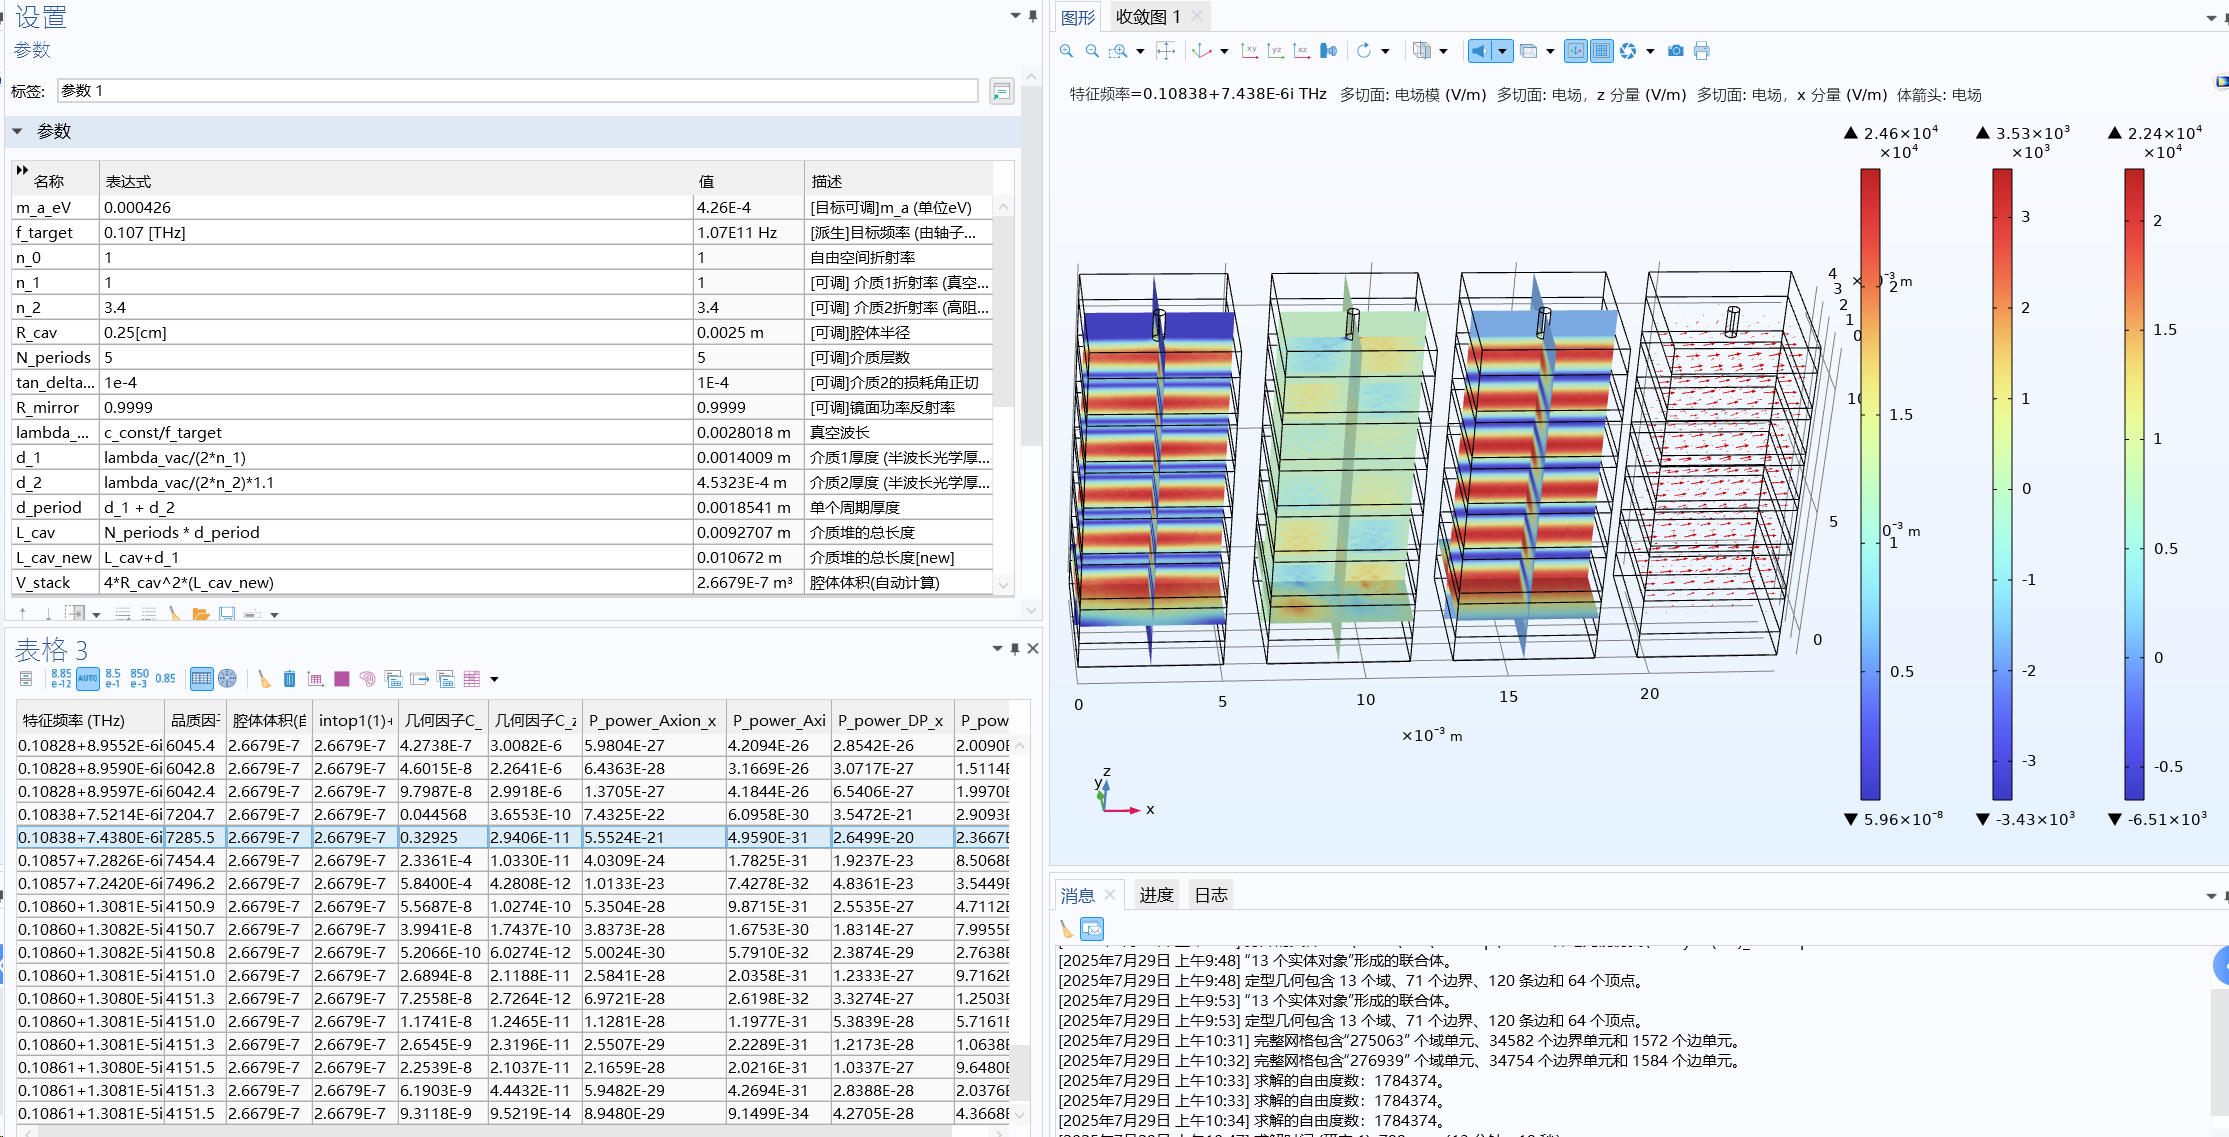 设置
参数
标签: 参数 1
参数
名称 表达式 值 描述
m_a_eV 0.000426 4.26E-4 [目标可调]m_a (单位eV)
f_target 0.107 [THz] 1.07E11 Hz [派生]目标频率 (由轴子...
n_0 1 1 自由空间折射率
n_1 1 1 [可调] 介质1折射率 (真空...
n_2 3.4 3.4 [可调] 介质2折射率 (高阻...
R_cav 0.25[cm] 0.0025 m [可调]腔体半径
N_periods 5 5 [可调]介质层数
tan_delta... 1e-4 1E-4 [可调]介质2的损耗角正切
R_mirror 0.9999 0.9999 [可调]镜面功率反射率
lambda_... c_const/f_target 0.0028018 m 真空波长
d_1 lambda_vac/(2*n_1) 0.0014009 m 介质1厚度 (半波长光学厚...
d_2 lambda_vac/(2*n_2)*1.1 4.5323E-4 m 介质2厚度 (半波长光学厚...
d_period d_1 + d_2 0.0018541 m 单个周期厚度
L_cav N_periods * d_period 0.0092707 m 介质堆的总长度
L_cav_new L_cav+d_1 0.010672 m 介质堆的总长度[new]
V_stack 4*R_cav^2*(L_cav_new) 2.6679E-7 m³ 腔体体积(自动计算)
表格 3
8.85 e-12 AUTO 8.5 e-1 850 e-3 0.85
特征频率 (THz) 品质因子 腔体体积(自 intop1(1)+ 几何因子C_ 几何因子C_z P_power_Axion_x P_power_Axi P_power_DP_x P_pow
0.10828+8.9552E-6i 6045.4 2.6679E-7 2.6679E-7 4.2738E-7 3.0082E-6 5.9804E-27 4.2094E-26 2.8542E-26 2.0090E
0.10828+8.9590E-6i 6042.8 2.6679E-7 2.6679E-7 4.6015E-8 2.2641E-6 6.4363E-28 3.1669E-26 3.0717E-27 1.5114E
0.10828+8.9597E-6i 6042.4 2.6679E-7 2.6679E-7 9.7987E-8 2.9918E-6 1.3705E-27 4.1844E-26 6.5406E-27 1.9970E
0.10838+7.5214E-6i 7204.7 2.6679E-7 2.6679E-7 0.044568 3.6553E-10 7.4325E-22 6.0958E-30 3.5472E-21 2.9093E
0.10838+7.4380E-6i 7285.5 2.6679E-7 2.6679E-7 0.32925 2.9406E-11 5.5524E-21 4.9590E-31 2.6499E-20 2.3667E
0.10857+7.2826E-6i 7454.4 2.6679E-7 2.6679E-7 2.3361E-4 1.0330E-11 4.0309E-24 1.7825E-31 1.9237E-23 8.5068E
0.10857+7.2420E-6i 7496.2 2.6679E-7 2.6679E-7 5.8400E-4 4.2808E-12 1.0133E-23 7.4278E-32 4.8361E-23 3.5449E
0.10860+1.3081E-5i 4150.9 2.6679E-7 2.6679E-7 5.5687E-8 1.0274E-10 5.3504E-28 9.8715E-31 2.5535E-27 4.7112E
0.10860+1.3082E-5i 4150.7 2.6679E-7 2.6679E-7 3.9941E-8 1.7437E-10 3.8373E-28 1.6753E-30 1.8314E-27 7.9955E
0.10860+1.3082E-5i 4150.8 2.6679E-7 2.6679E-7 5.2066E-10 6.0274E-12 5.0024E-30 5.7910E-32 2.3874E-29 2.7638E
0.10860+1.3081E-5i 4151.0 2.6679E-7 2.6679E-7 2.6894E-8 2.1188E-11 2.5841E-28 2.0358E-31 1.2333E-27 9.7162E
0.10860+1.3080E-5i 4151.3 2.6679E-7 2.6679E-7 7.2558E-8 2.7264E-12 6.9721E-28 2.6198E-32 3.3274E-27 1.2503E
0.10860+1.3081E-5i 4151.0 2.6679E-7 2.6679E-7 1.1741E-8 1.2465E-11 1.1281E-28 1.1977E-31 5.3839E-28 5.7161E
0.10860+1.3081E-5i 4151.3 2.6679E-7 2.6679E-7 2.6545E-9 2.3196E-11 2.5507E-29 2.2289E-31 1.2173E-28 1.0638E
0.10861+1.3080E-5i 4151.5 2.6679E-7 2.6679E-7 2.2539E-8 2.1037E-11 2.1659E-28 2.0216E-31 1.0337E-27 9.6480E
0.10861+1.3081E-5i 4151.3 2.6679E-7 2.6679E-7 6.1903E-9 4.4432E-11 5.9482E-29 4.2694E-31 2.8388E-28 2.0376E
0.10861+1.3081E-5i 4151.5 2.6679E-7 2.6679E-7 9.3118E-9 9.5219E-14 8.9480E-29 9.1499E-34 4.2705E-28 4.3668E
图形 收敛图 1
特征频率=0.10838+7.438E-6i THz 多切面: 电场模 (V/m) 多切面: 电场, z 分量 (V/m) 多切面: 电场, x 分量 (V/m) 体箭头: 电场
▲ 2.46×10⁴ ▲ 3.53×10³ ▲ 2.24×10⁴
×10⁴ ×10³ ×10⁴
2
1.5
1
0.5
3
2
1
0
-1
-2
-3
2
1.5
1
0.5
0
-0.5
▼ 5.96×10⁻⁸ ▼ -3.43×10³ ▼ -6.51×10³
4
3
2
1
0
10
5
0
0 5 10 15 20
×10⁻³ m
z
y
x
消息 进度 日志
[2025年7月29日 上午9:48] “13 个实体对象”形成的联合体。
[2025年7月29日 上午9:48] 定型几何包含 13 个域、71 个边界、120 条边和 64 个顶点。
[2025年7月29日 上午9:53] “13 个实体对象”形成的联合体。
[2025年7月29日 上午9:53] 定型几何包含 13 个域、71 个边界、120 条边和 64 个顶点。
[2025年7月29日 上午10:31] 完整网格包含“275063” 个域单元、34582 个边界单元和 1572 个边单元。
[2025年7月29日 上午10:32] 完整网格包含“276939” 个域单元、34754 个边界单元和 1584 个边单元。
[2025年7月29日 上午10:33] 求解的自由度数：1784374。
[2025年7月29日 上午10:33] 求解的自由度数：1784374。
[2025年7月29日 上午10:34] 求解的自由度数：1784374。